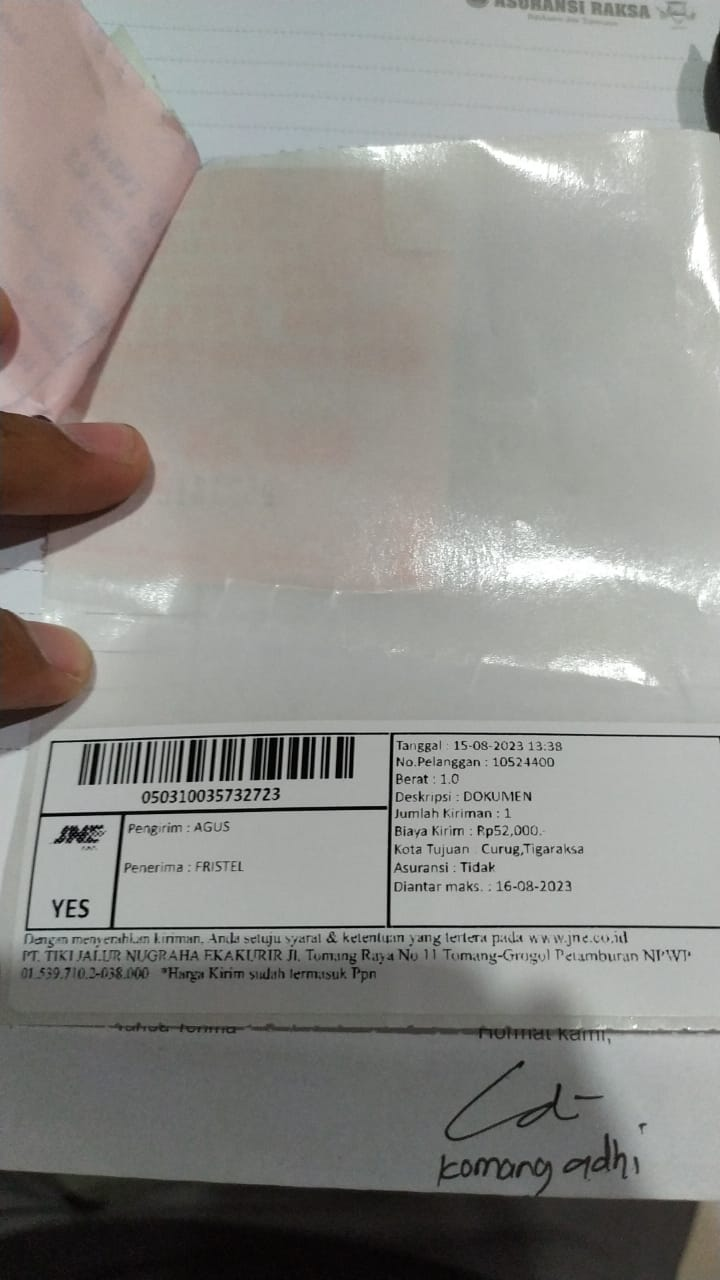 ASURANSI RAKSA
050310035732723
JNE
YES
Pengirim : AGUS
Penerima : FRISTEL
Tanggal : 15-08-2023 13:38
No.Pelanggan : 10524400
Berat : 1.0
Deskripsi : DOKUMEN
Jumlah Kiriman : 1
Biaya Kirim : Rp52,000.-
Kota Tujuan : Curug,Tigaraksa
Asuransi : Tidak
Diantar maks. : 16-08-2023
Dengan menyerahkan kiriman, Anda setuju syarat & ketentuan yang tertera pada www.jne.co.id
PT. TIKI JALUR NUGRAHA EKAKURIR Jl. Tomang Raya No 11 Tomang-Grogol Petamburan NPWP
01.539.710.2-038.000 *Harga Kirim sudah termasuk Ppn
Hormat kami,
komang adhi